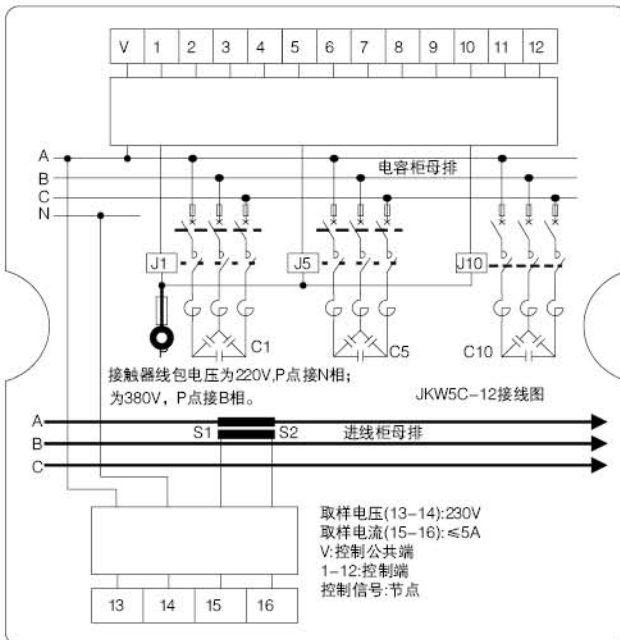 V 1 2 3 4 5 6 7 8 9 10 11 12
A
电容柜母排
B
C
N
J1 J5 J10
C1 C5 C10
接触器线包电压为220V,P点接N相;
为380V，P点接B相。
JKW5C-12接线图
A
S1 S2 进线柜母排
B
C
取样电压(13-14):230V
取样电流(15-16):≤5A
V:控制公共端
1-12:控制端
控制信号:节点
13 14 15 16